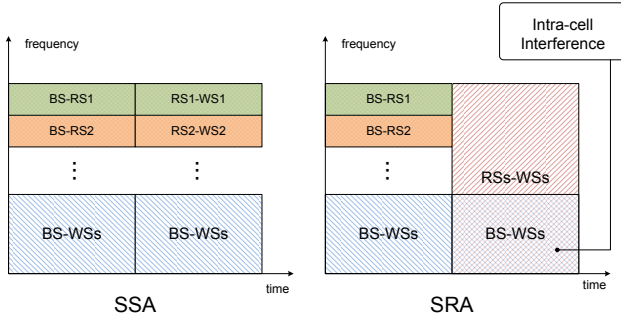 frequency
BS-RS1
RS1-WS1
BS-RS2
RS2-WS2
BS-WSs
BS-WSs
time
SSA
frequency
Intra-cell
Interference
BS-RS1
BS-RS2
RSs-WSs
BS-WSs
BS-WSs
time
SRA